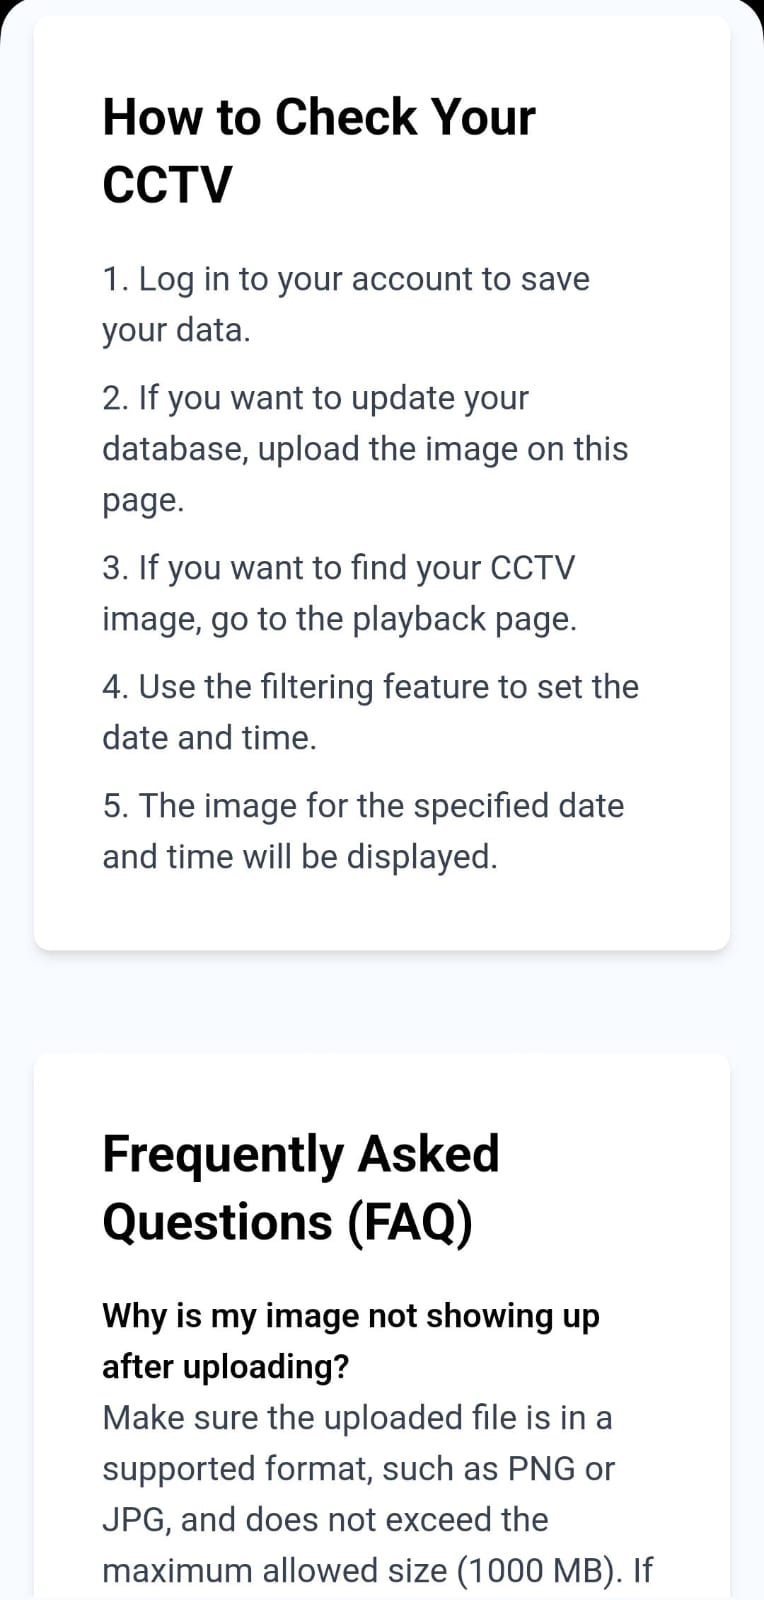 How to Check Your
CCTV
1. Log in to your account to save
your data.
2. If you want to update your
database, upload the image on this
page.
3. If you want to find your CCTV
image, go to the playback page.
4. Use the filtering feature to set the
date and time.
5. The image for the specified date
and time will be displayed.
Frequently Asked
Questions (FAQ)
Why is my image not showing up
after uploading?
Make sure the uploaded file is in a
supported format, such as PNG or
JPG, and does not exceed the
maximum allowed size (1000 MB). If